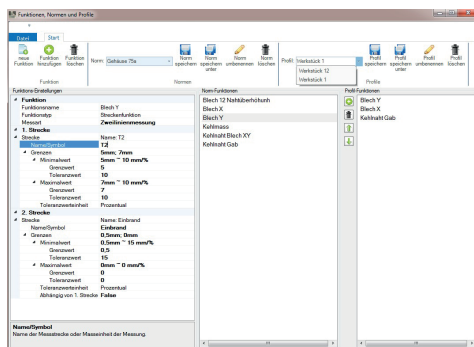 Funktionen, Normen und Profile
Datei Start
neue Funktion
Funktion hinzufügen
Funktion löschen
Norm: Gehäuse 75a
Norm speichern
Norm speichern unter
Norm umbenennen
Norm löschen
Profil: Werkstück 1
Werkstück 12
Werkstück 1
Profil speichern
Profil speichern unter
Profil umbenennen
Profil löschen
Funktion Normen Profile
Funktions-Einstellungen Norm-Funktionen Profil-Funktionen
Funktion
Funktionsname Blech Y
Funktionstyp Streckenfunktion
Messart Zweilinienmessung
1. Strecke
Strecke Name: T2
Name/Symbol T2
Grenzen 5mm; 7mm
Minimalwert 5mm ~ 10 mm/%
Grenzwert 5
Toleranzwert 10
Maximalwert 7mm ~ 10 mm/%
Grenzwert 7
Toleranzwert 10
Toleranzwerteinheit Prozentual
2. Strecke
Strecke Name: Einbrand
Name/Symbol Einbrand
Grenzen 0,5mm; 0mm
Minimalwert 0,5mm ~ 15 mm/%
Grenzwert 0,5
Toleranzwert 15
Maximalwert 0mm ~ 0 mm/%
Grenzwert 0
Toleranzwert 0
Toleranzwerteinheit Prozentual
Abhängig von 1. Strecke False
Name/Symbol
Name der Messstrecke oder Masseinheit der Messung.
Blech 12 Nahtüberhöhunh
Blech X
Blech Y
Kehlmass
Kehlnaht Blech XY
Kehlnaht Gab
Blech Y
Blech X
Kehlnaht Gab